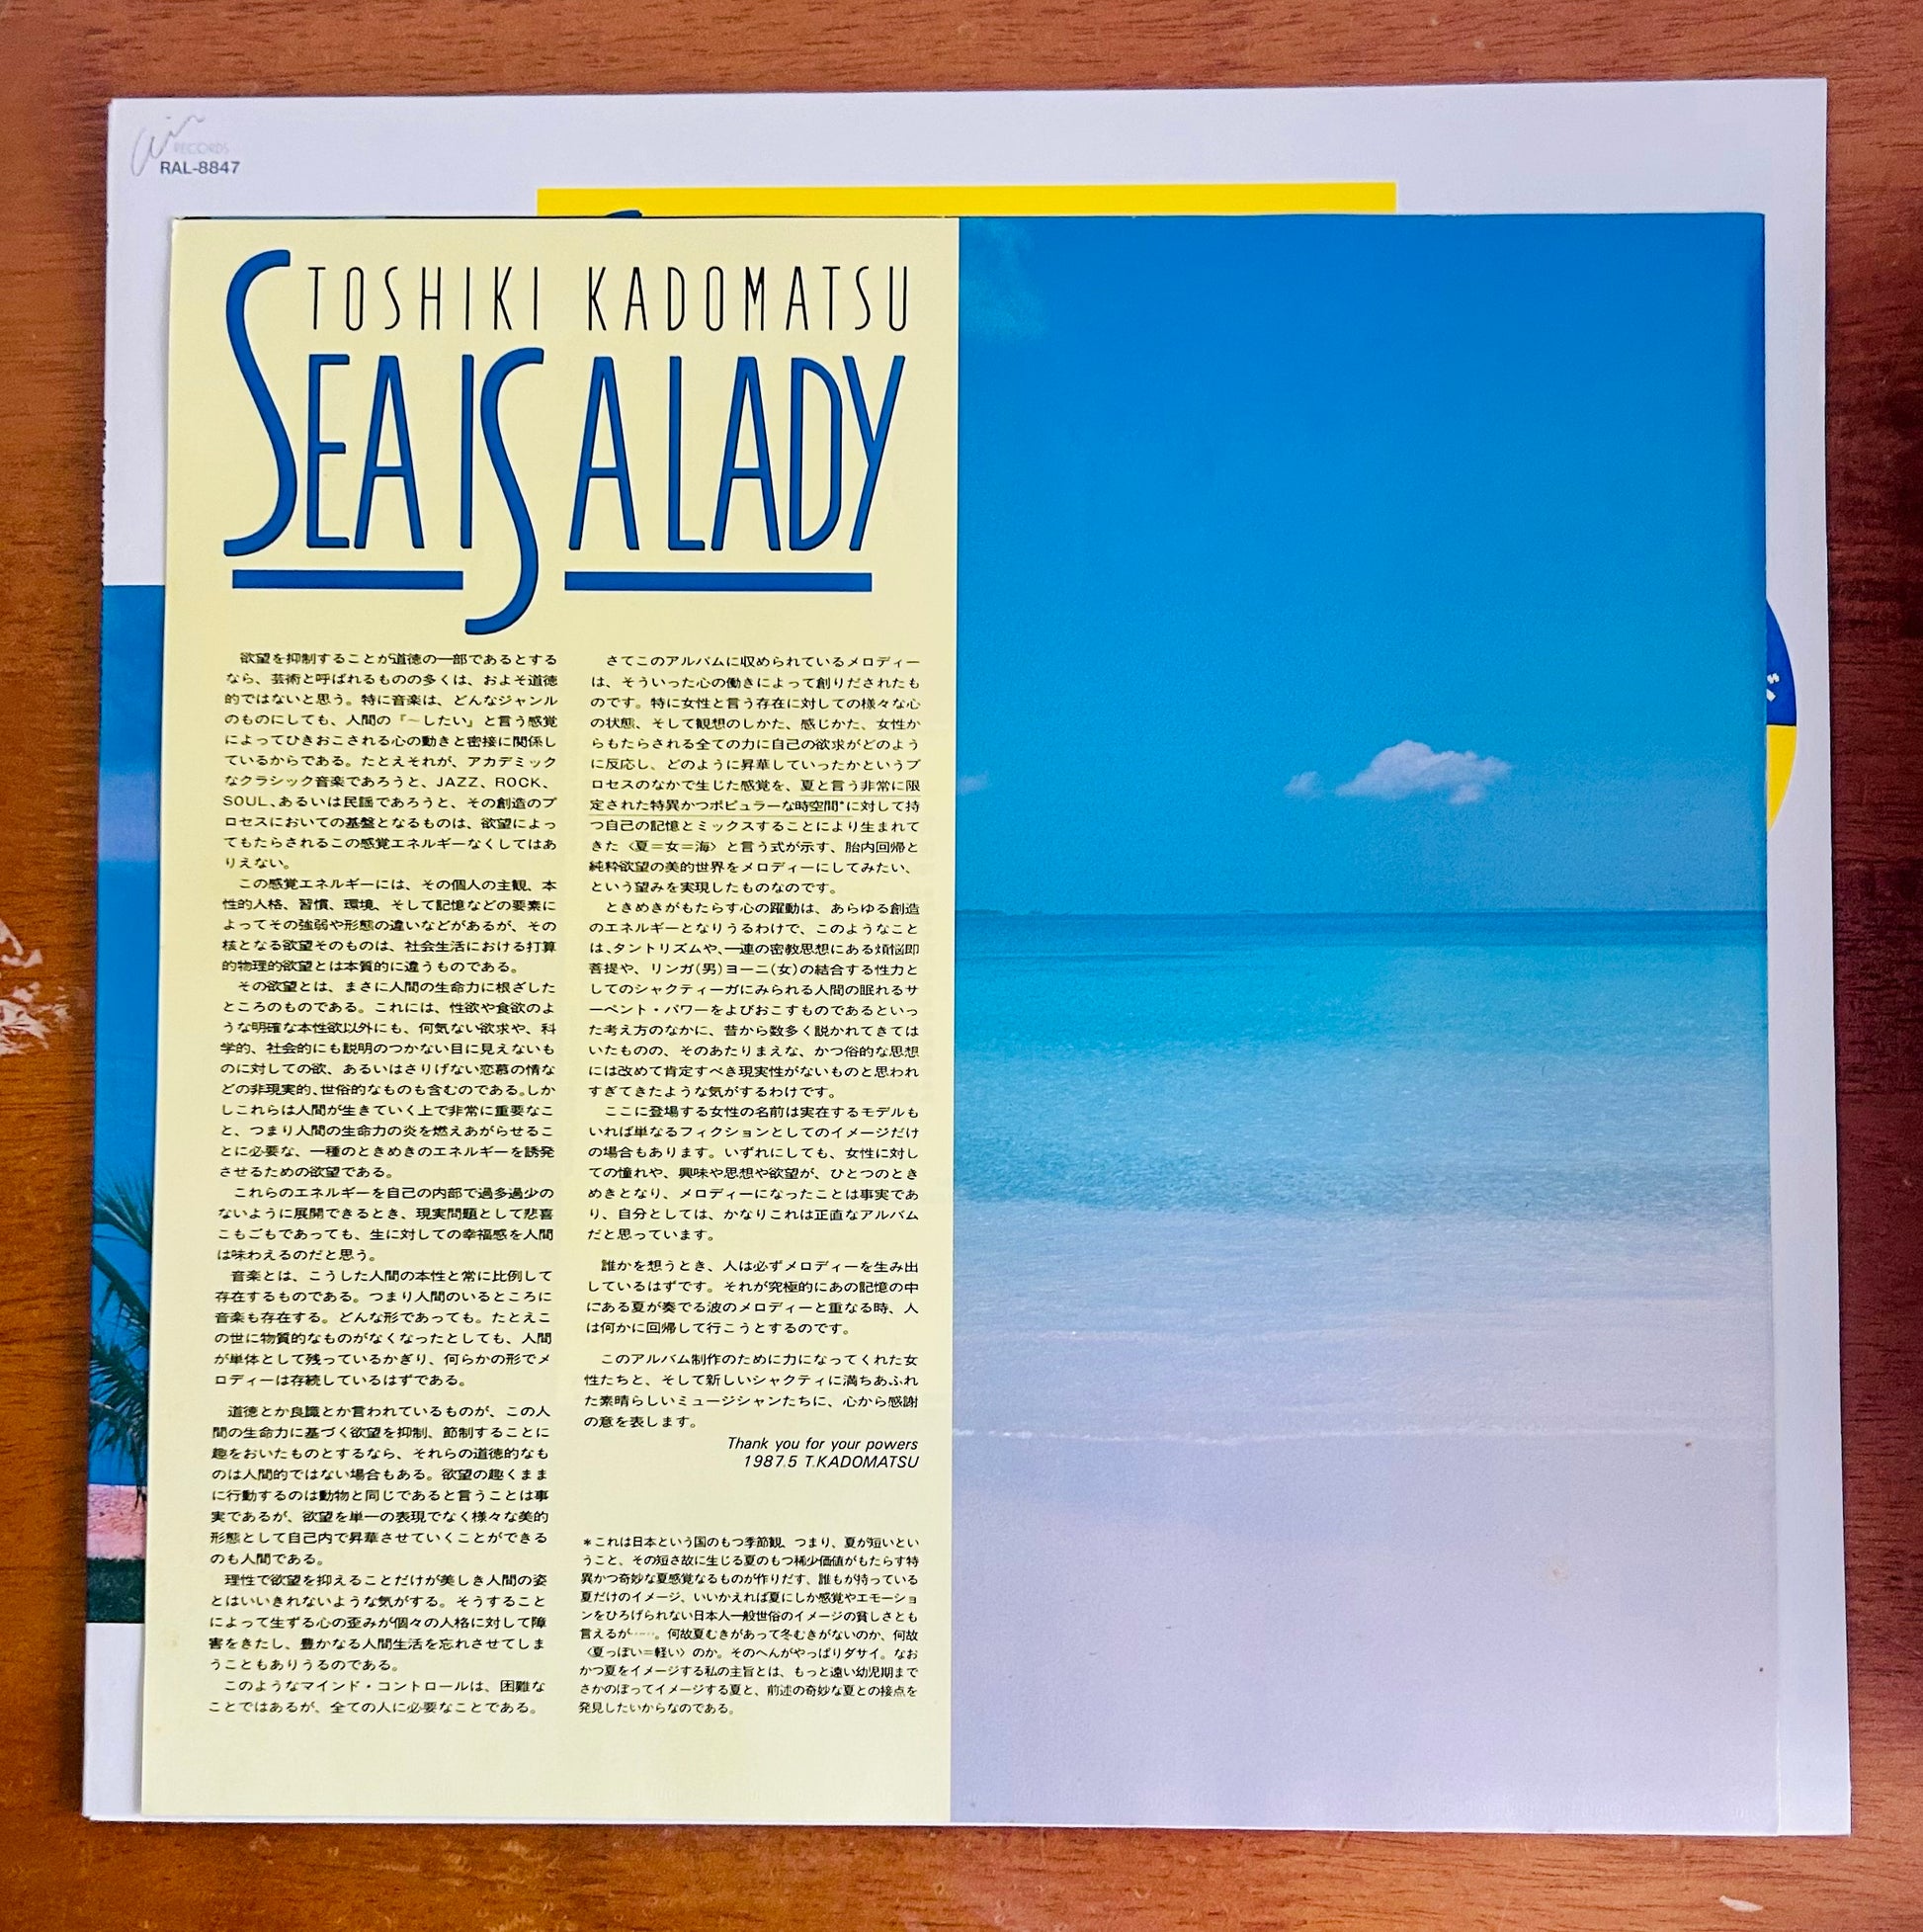 air
RECORDS
RAL-8847
TOSHIKI KADOMATSU
SEA IS A LADY
欲望を抑制することが道徳の一部であるとする
なら、芸術と呼ばれるものの多くは、およそ道徳
的ではないと思う。特に音楽は、どんなジャンル
のものにしても、人間の『〜したい』と言う感覚
によってひきおこされる心の動きと密接に関係し
ているからである。たとえそれが、アカデミック
なクラシック音楽であろうと、JAZZ、ROCK、
SOUL、あるいは民謡であろうと、その創造のプ
ロセスにおいての基盤となるものは、欲望によっ
てもたらされるこの感覚エネルギーなくしてはあ
りえない。
この感覚エネルギーには、その個人の主観、本
性的人格、習慣、環境、そして記憶などの要素に
よってその強弱や形態の違いなどがあるが、その
核となる欲望そのものは、社会生活における打算
的物理的欲望とは本質的に違うものである。
その欲望とは、まさに人間の生命力に根ざした
ところのものである。これには、性欲や食欲のよ
うな明確な本性欲以外にも、何気ない欲求や、科
学的、社会的にも説明のつかない目に見えないも
のに対しての欲、あるいはさりげない恋慕の情な
どの非現実的、世俗的なものも含むのである。しか
しこれらは人間が生きていく上で非常に重要なこ
と、つまり人間の生命力の炎を燃えあがらせるこ
とに必要な、一種のときめきのエネルギーを誘発
させるための欲望である。
これらのエネルギーを自己の内部で過多過少の
ないように展開できるとき、現実問題として悲喜
こもごもであっても、生に対しての幸福感を人間
は味わえるのだと思う。
音楽とは、こうした人間の本性と常に比例して
存在するものである。つまり人間のいるところに
音楽も存在する。どんな形であっても。たとえこ
の世に物質的なものがなくなったとしても、人間
が単体として残っているかぎり、何らかの形でメ
ロディーは存続しているはずである。
道徳とか良識とか言われているものが、この人
間の生命力に基づく欲望を抑制、節制することに
趣をおいたものとするなら、それらの道徳的なも
のは人間的ではない場合もある。欲望の趣くまま
に行動するのは動物と同じであると言うことは事
実であるが、欲望を単一の表現でなく様々な美的
形態として自己内で昇華させていくことができる
のも人間である。
理性で欲望を抑えることだけが美しき人間の姿
とはいいきれないような気がする。そうすること
によって生ずる心の歪みが個々の人格に対して障
害をきたし、豊かなる人間生活を忘れさせてしま
うこともありうるのである。
このようなマインド・コントロールは、困難な
ことではあるが、全ての人に必要なことである。
さてこのアルバムに収められているメロディー
は、そういった心の働きによって創りだされたも
のです。特に女性と言う存在に対しての様々な心
の状態、そして観想のしかた、感じかた、女性か
らもたらされる全ての力に自己の欲求がどのよう
に反応し、どのように昇華していったかというプ
ロセスのなかで生じた感覚を、夏と言う非常に限
定された特異かつポピュラーな時空間*に対して持
つ自己の記憶とミックスすることにより生まれて
きた〈夏=女=海〉と言う式が示す、胎内回帰と
純粋欲望の美的世界をメロディーにしてみたい、
という望みを実現したものなのです。
ときめきがもたらす心の躍動は、あらゆる創造
のエネルギーとなりうるわけで、このようなこと
は、タントリズムや、一連の密教思想にある煩悩即
菩提や、リンガ(男)ヨーニ(女)の結合する性力と
してのシャクティーガにみられる人間の眠れるサ
ーペント・パワーをよびおこすものであるといっ
た考え方のなかに、昔から数多く説かれてきては
いたものの、そのあたりまえな、かつ俗的な思想
には改めて肯定すべき現実性がないものと思われ
すぎてきたような気がするわけです。
ここに登場する女性の名前は実在するモデルも
いれば単なるフィクションとしてのイメージだけ
の場合もあります。いずれにしても、女性に対し
ての憧れや、興味や思想や欲望が、ひとつのとき
めきとなり、メロディーになったことは事実であ
り、自分としては、かなりこれは正直なアルバム
だと思っています。
誰かを想うとき、人は必ずメロディーを生み出
しているはずです。それが究極的にあの記憶の中
にある夏が奏でる波のメロディーと重なる時、人
は何かに回帰して行こうとするのです。
このアルバム制作のために力になってくれた女
性たちと、そして新しいシャクティに満ちあふれ
た素晴らしいミュージシャンたちに、心から感謝
の意を表します。
Thank you for your powers
1987.5 T.KADOMATSU
*これは日本という国のもつ季節観、つまり、夏が短いとい
うこと、その短さ故に生じる夏のもつ稀少価値がもたらす特
異かつ奇妙な夏感覚なるものが作りだす、誰もが持っている
夏だけのイメージ、いいかえれば夏にしか感覚やエモーショ
ンをひろげられない日本人一般世俗のイメージの貧しさとも
言えるが……。何故夏むきがあって冬むきがないのか、何故
〈夏っぽい=軽い〉のか。そのへんがやっぱりダサイ。なお
かつ夏をイメージする私の主旨とは、もっと遠い幼児期まで
さかのぼってイメージする夏と、前述の奇妙な夏との接点を
発見したいからなのである。